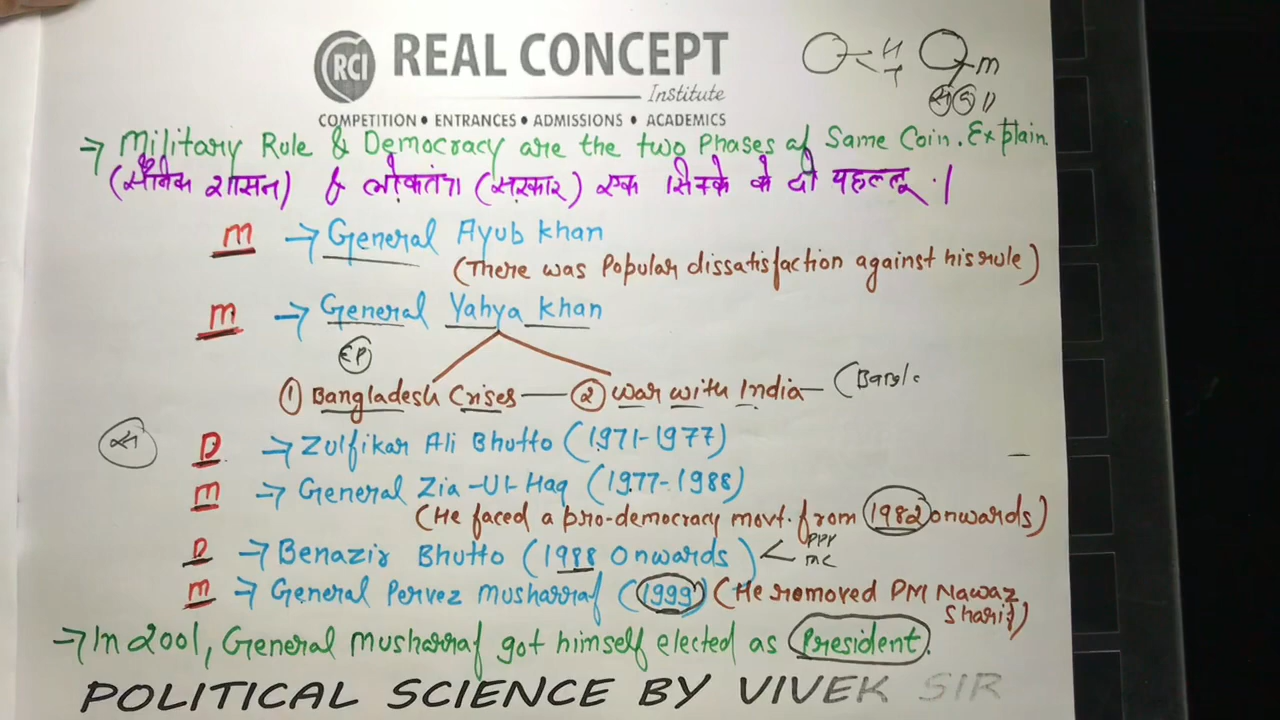 RCI REAL CONCEPT
Institute
COMPETITION • ENTRANCES • ADMISSIONS • ACADEMICS
H
T
m
→ Military Rule & Democracy are the two Phases of Same Coin. Explain
(सैनिक शासन) & लोकतंत्र (सरकार) एक सिक्के के दो पहलू।
m → General Ayub Khan
(There was Popular dissatisfaction against his rule)
m → General Yahya Khan
EP
① Bangladesh Crises — ② War with India — (Bangl
D → Zulfikar Ali Bhutto (1971-1977)
m → General Zia-Ul-Haq (1977-1988)
(He faced a pro-democracy movt. from 1982 onwards)
D → Benazir Bhutto (1988 Onwards) < PPP
m → General Pervez Musharraf (1999) (He removed PM Nawaz
Sharif)
→ In 2001, General Musharraf got himself elected as President.
POLITICAL SCIENCE BY VIVEK SIR